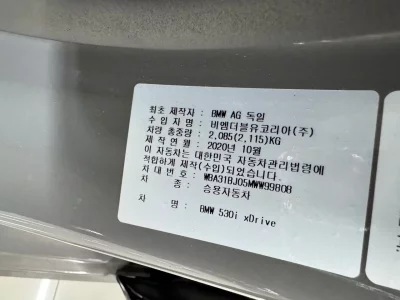 최초 제작자 : BMW AG 독일
수 입 자 명 : 비엠더블유코리아(주)
차량 총중량 : 2,085(2,115)KG
제 작 연 월 : 2020년 10월
이 자동차는 대한민국 자동차관리법령에
적합하게 제작(수입)되었습니다.
차 대 번 호 : WBA31BJ05MWW99808
차 종 : 승용자동차
차 명 : BMW 530i xDrive